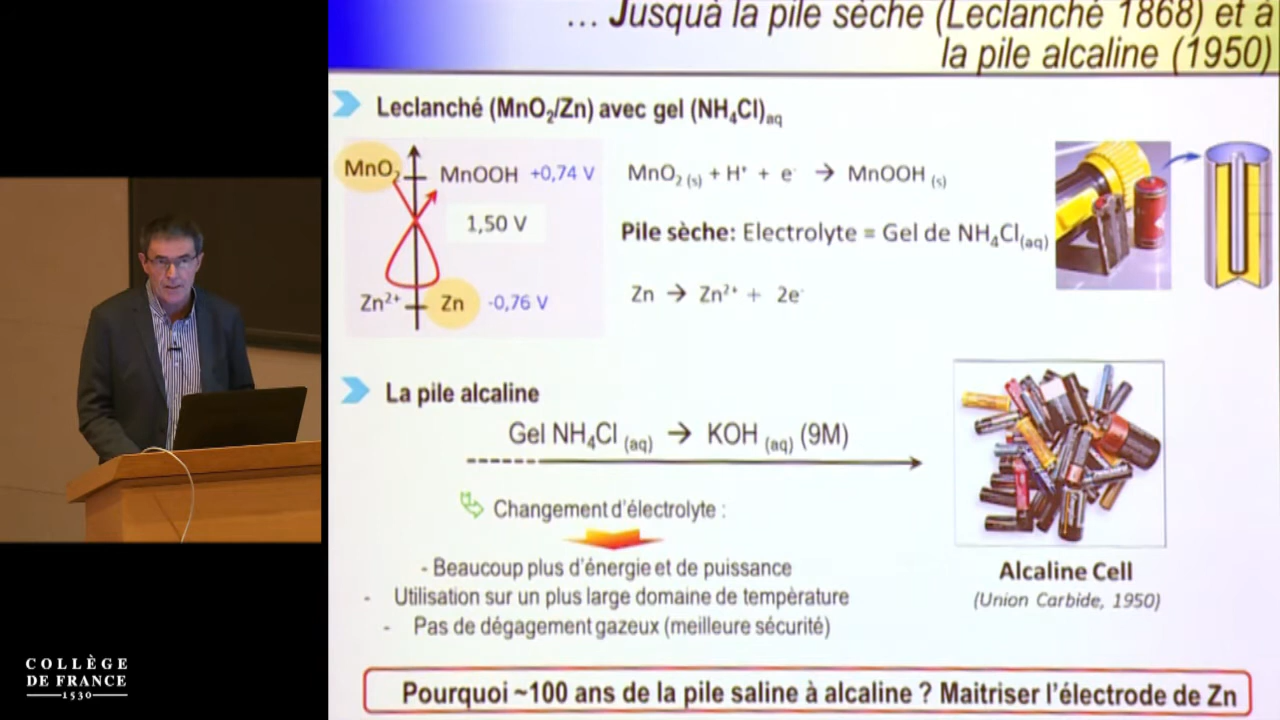 ... Jusquà la pile sèche (Leclanché 1868) et à
la pile alcaline (1950)
Leclanché (MnO₂/Zn) avec gel (NH₄Cl)aq
MnO₂ MnOOH +0,74 V
1,50 V
Zn²⁺ Zn -0,76 V
MnO₂ (s) + H⁺ + e⁻ → MnOOH (s)
Pile sèche: Electrolyte = Gel de NH₄Cl(aq)
Zn → Zn²⁺ + 2e⁻
La pile alcaline
Gel NH₄Cl (aq) → KOH (aq) (9M)
Changement d'électrolyte :
- Beaucoup plus d'énergie et de puissance
- Utilisation sur un plus large domaine de tempèrature
- Pas de dégagement gazeux (meilleure sécurité)
Alcaline Cell
(Union Carbide, 1950)
Pourquoi ~100 ans de la pile saline à alcaline ? Maitriser l'électrode de Zn
COLLÈGE
DE FRANCE
1530